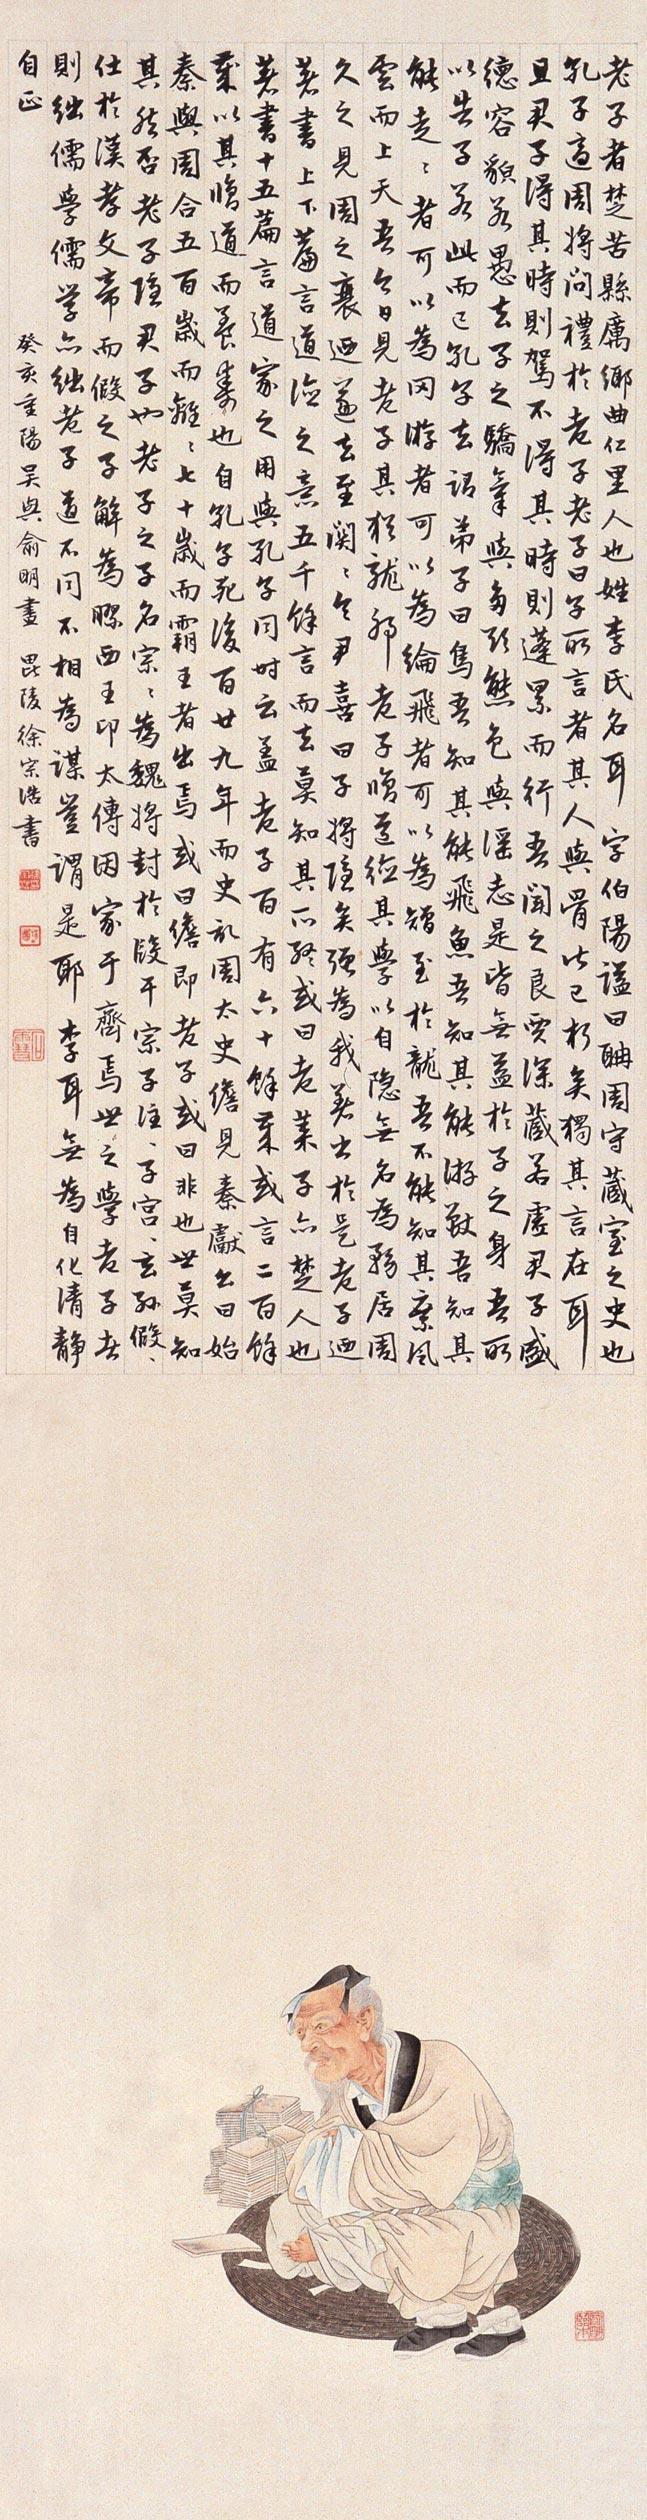 老子者楚苦縣厲鄉曲仁里人也姓李氏名耳字伯陽謚曰聃周守藏室之史也
孔子適周將問禮於老子老子曰子所言者其人與骨皆已朽矣獨其言在耳
且君子得其時則駕不得其時則蓬累而行吾聞之良賈深藏若虛君子盛
德容貌若愚去子之驕氣與多欲態色與淫志是皆無益於子之身吾所
以告子若此而已孔子去謂弟子曰鳥吾知其能飛魚吾知其能游獸吾知其
能走〻者可以為罔游者可以為綸飛者可以為矰至於龍吾不能知其乘風
雲而上天吾今日見老子其猶龍耶老子脩道德其學以自隱無名為務居周
久之見周之衰迺遂去至關〻令尹喜曰子將隱矣強為我著書於是老子迺
著書上下篇言道德之意五千餘言而去莫知其所終或曰老萊子亦楚人也
著書十五篇言道家之用與孔子同時云蓋老子百有六十餘歲或言二百餘
歲以其脩道而養壽也自孔子死後百廿九年而史記周太史儋見秦獻公曰始
秦與周合五百歲而離〻七十歲而霸王者出焉或曰儋即老子或曰非也世莫知
其然否老子隱君子也老子之子名宗〻為魏將封於段干宗子注〻子宮〻玄孫假〻
仕於漢孝文帝而假之子解為膠西王卬太傅因家于齊焉世之學老子者
則絀儒學儒學亦絀老子道不同不相為謀豈謂是耶李耳無為自化清靜
自正
癸亥重陽吳興俞明畫毘陵徐宗浩書